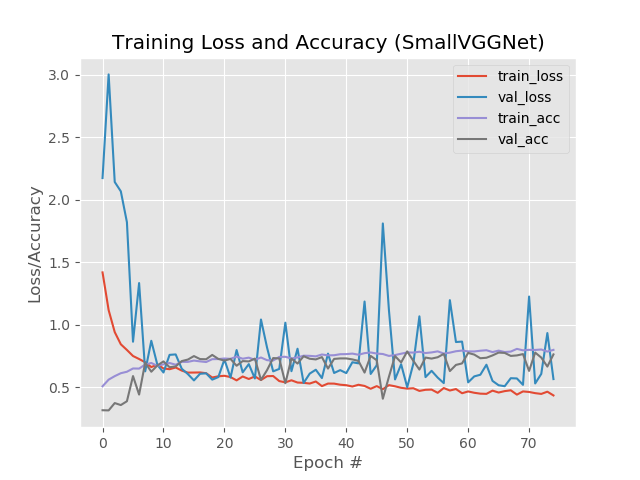 Training Loss and Accuracy (SmallVGGNet)
train_loss
val_loss
train_acc
val_acc
Loss/Accuracy
3.0
2.5
2.0
1.5
1.0
0.5
0 10 20 30 40 50 60 70
Epoch #